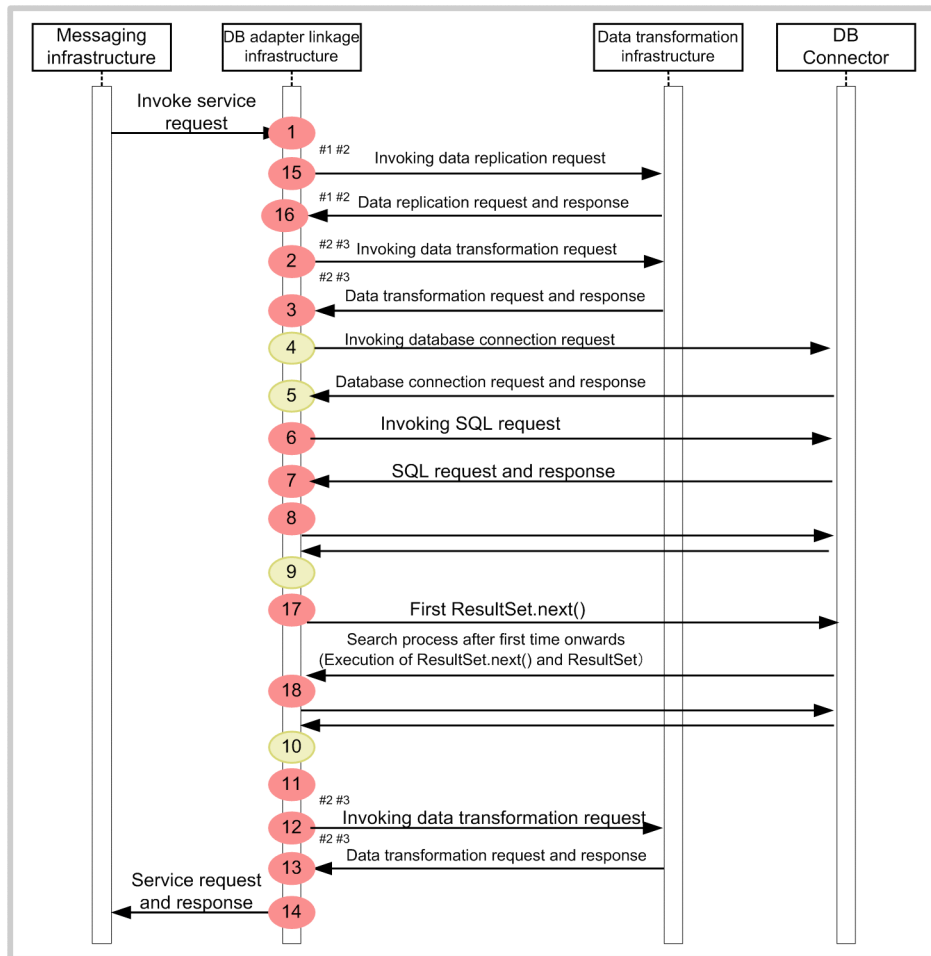 Messaging
infrastructure
DB adapter linkage
infrastructure
Data transformation
infrastructure
DB
Connector
Invoke service
request
1
#1 #2
Invoking data replication request
15
#1 #2
Data replication request and response
16
#2 #3
Invoking data transformation request
2
#2 #3
Data transformation request and response
3
Invoking database connection request
4
Database connection request and response
5
Invoking SQL request
6
SQL request and response
7
8
9
17
First ResultSet.next()
Search process after first time onwards
(Execution of ResultSet.next() and ResultSet)
18
10
11
#2 #3
Invoking data transformation request
12
#2 #3
Data transformation request and response
13
Service request
and response
14